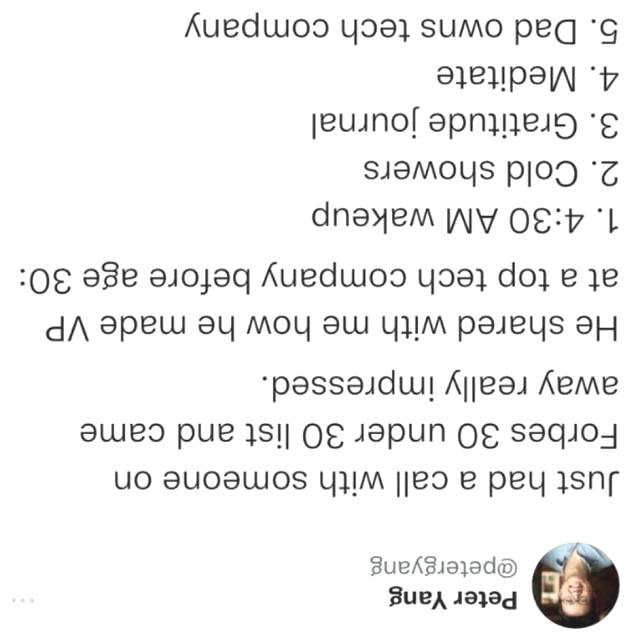 Peter Yang
@petergyang
Just had a call with someone on
Forbes 30 under 30 list and came
away really impressed.
He shared with me how he made VP
at a top tech company before age 30:
1. 4:30 AM wakeup
2. Cold showers
3. Gratitude journal
4. Meditate
5. Dad owns tech company